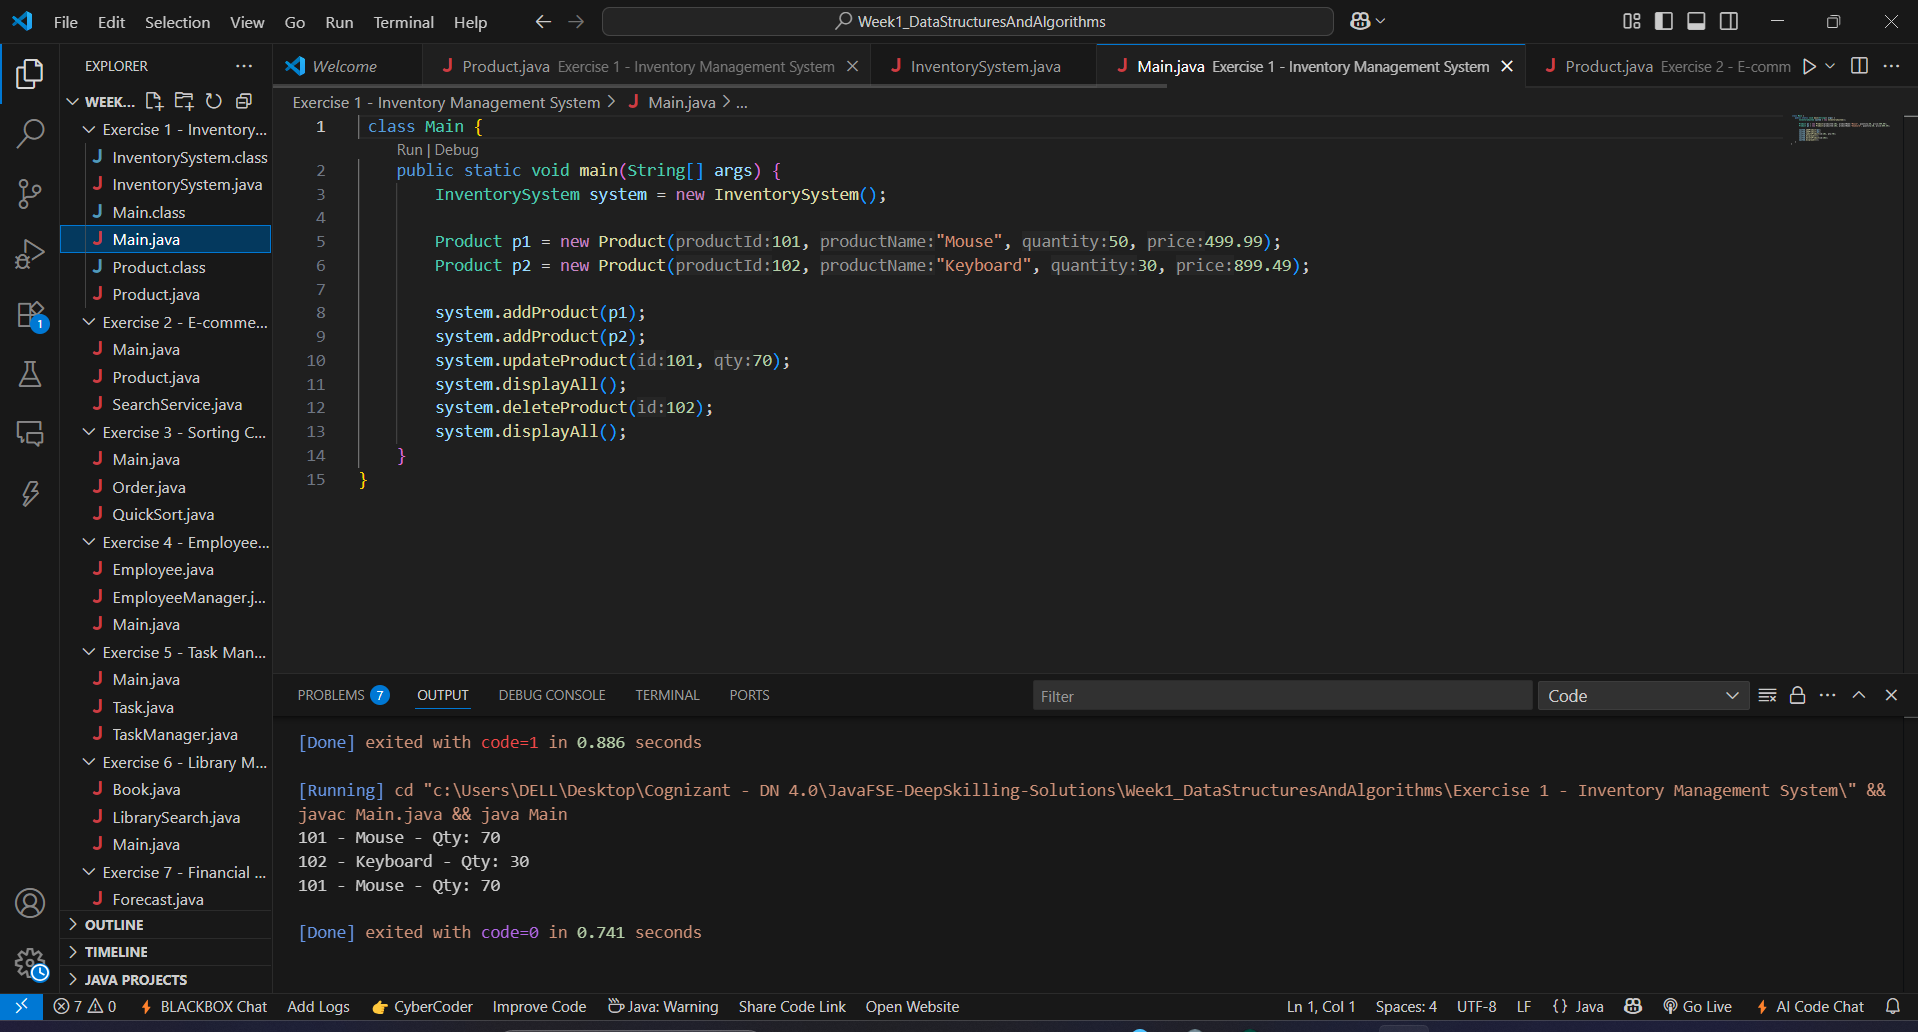 File Edit Selection View Go Run Terminal Help
Week1_DataStructuresAndAlgorithms
EXPLORER
Welcome
Product.java Exercise 1 - Inventory Management System
InventorySystem.java
Main.java Exercise 1 - Inventory Management System
Product.java Exercise 2 - E-comm
WEEK...
Exercise 1 - Inventory...
InventorySystem.class
InventorySystem.java
Main.class
Main.java
Product.class
Product.java
Exercise 2 - E-comme...
Main.java
Product.java
SearchService.java
Exercise 3 - Sorting C...
Main.java
Order.java
QuickSort.java
Exercise 4 - Employee...
Employee.java
EmployeeManager.j...
Main.java
Exercise 5 - Task Man...
Main.java
Task.java
TaskManager.java
Exercise 6 - Library M...
Book.java
LibrarySearch.java
Main.java
Exercise 7 - Financial ...
Forecast.java
OUTLINE
TIMELINE
JAVA PROJECTS
1
Exercise 1 - Inventory Management System > Main.java > ...
1 class Main {
Run | Debug
2 public static void main(String[] args) {
3 InventorySystem system = new InventorySystem();
4
5 Product p1 = new Product(productId:101, productName:"Mouse", quantity:50, price:499.99);
6 Product p2 = new Product(productId:102, productName:"Keyboard", quantity:30, price:899.49);
7
8 system.addProduct(p1);
9 system.addProduct(p2);
10 system.updateProduct(id:101, qty:70);
11 system.displayAll();
12 system.deleteProduct(id:102);
13 system.displayAll();
14 }
15 }
PROBLEMS 7 OUTPUT DEBUG CONSOLE TERMINAL PORTS
Filter
Code
[Done] exited with code=1 in 0.886 seconds
[Running] cd "c:\Users\DELL\Desktop\Cognizant - DN 4.0\JavaFSE-DeepSkilling-Solutions\Week1_DataStructuresAndAlgorithms\Exercise 1 - Inventory Management System\" &&
javac Main.java && java Main
101 - Mouse - Qty: 70
102 - Keyboard - Qty: 30
101 - Mouse - Qty: 70
[Done] exited with code=0 in 0.741 seconds
7 0 BLACKBOX Chat Add Logs CyberCoder Improve Code Java: Warning Share Code Link Open Website Ln 1, Col 1 Spaces: 4 UTF-8 LF {} Java Go Live AI Code Chat